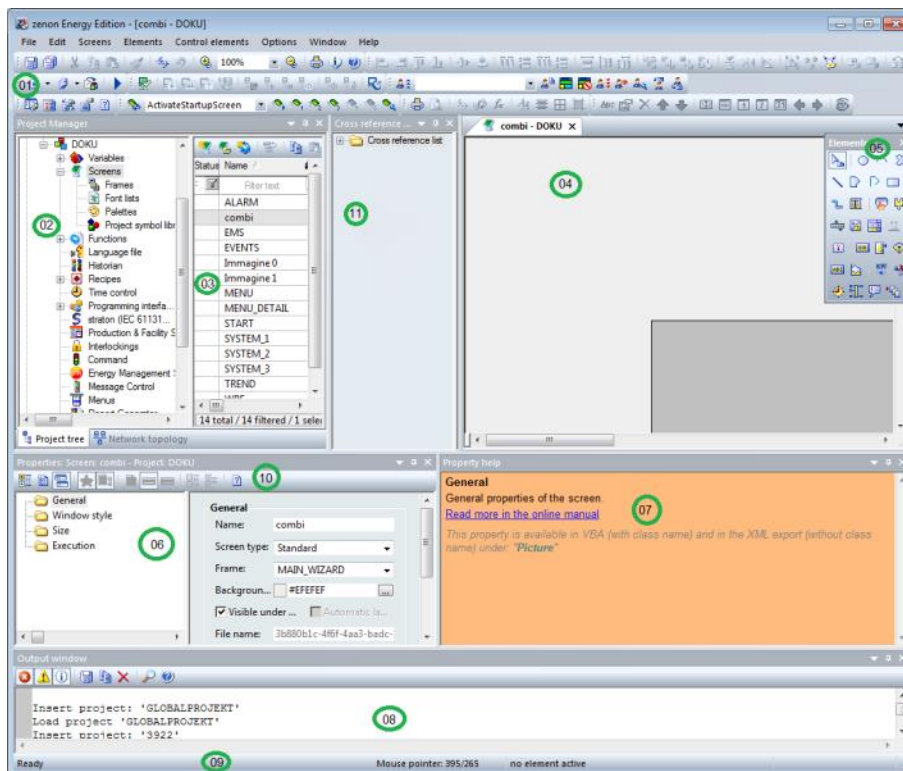 zenon Energy Edition - [combi - DOKU]
File Edit Screens Elements Control elements Options Window Help
100%
01
ActivateStartupScreen
Project Manager
DOKU
Variables
Screens
Frames
Font lists
Palettes
Project symbol libr
02
Functions
Language file
Historian
Recipes
Time control
Programming interfa...
straton (IEC 61131...
Production & Facility S
Interlockings
Command
Energy Management S
Message Control
Menus
Report Generator
Project tree
Network topology
Status Name
Filter text
ALARM
combi
EMS
EVENTS
Immagine 0
Immagine 1
03
MENU
MENU_DETAIL
START
SYSTEM_1
SYSTEM_2
SYSTEM_3
TREND
14 total / 14 filtered / 1 selec
Cross reference ...
Cross reference list
11
combi - DOKU
04
05
Properties: Screen: combi - Project: DOKU
10
General
Window style
Size
Execution
06
General
Name: combi
Screen type: Standard
Frame: MAIN_WIZARD
Backgroun... #EFEFEF
Visible under ...
Automatic la...
File name: 3b880b1c-4f6f-4aa3-badc-
Property help
General
General properties of the screen.
Read more in the online manual
07
This property is available in VBA (with class name) and in the XML export (without class
name) under: "Picture"
Output window
Insert project: 'GLOBALPROJEKT'
Load project 'GLOBALPROJEKT'
Insert project: '3922'
08
Ready
09
Mouse pointer: 395/265
no element active